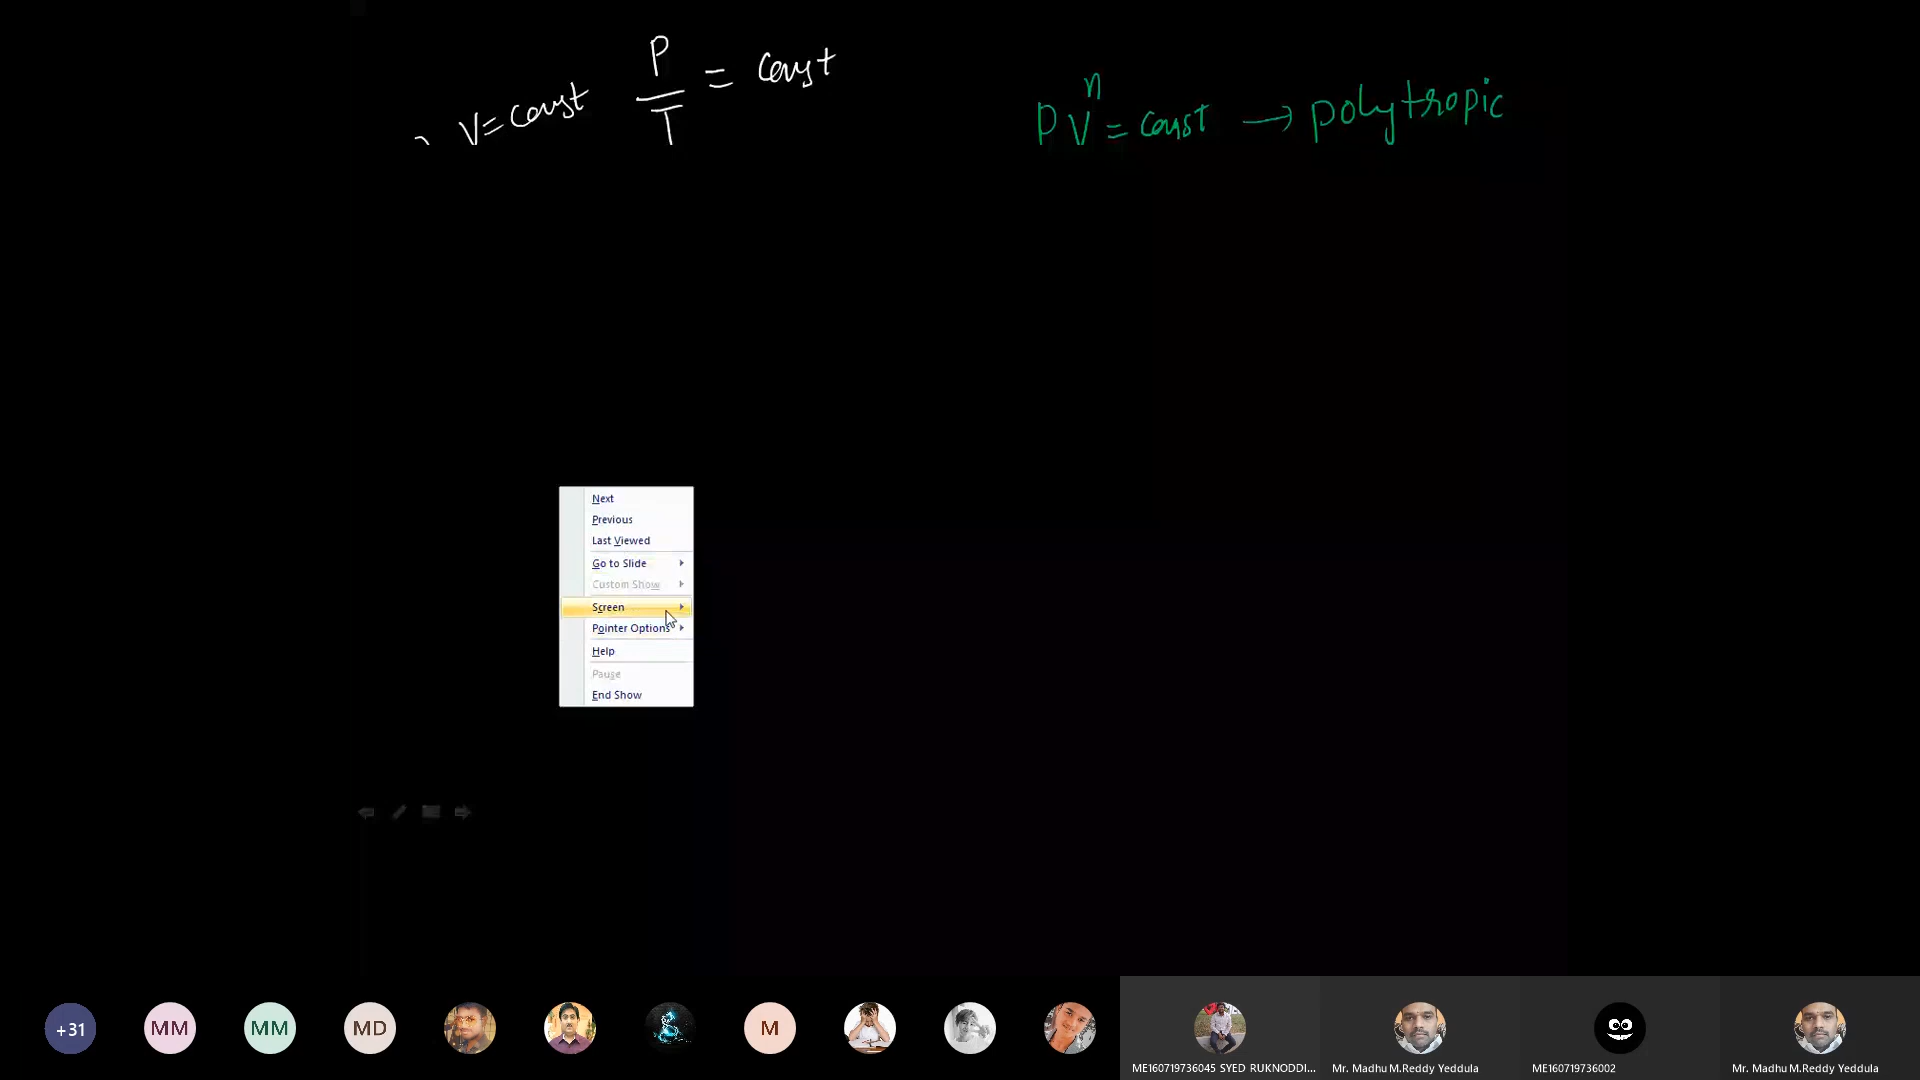 V=const P/T = const
PVⁿ = const → polytropic
Next
Previous
Last Viewed
Go to Slide
Custom Show
Screen
Pointer Options
Help
Pause
End Show
+31
MM
MM
MD
M
ME160719736045 SYED RUKNODDI...
Mr. Madhu M.Reddy Yeddula
ME160719736002
Mr. Madhu M.Reddy Yeddula